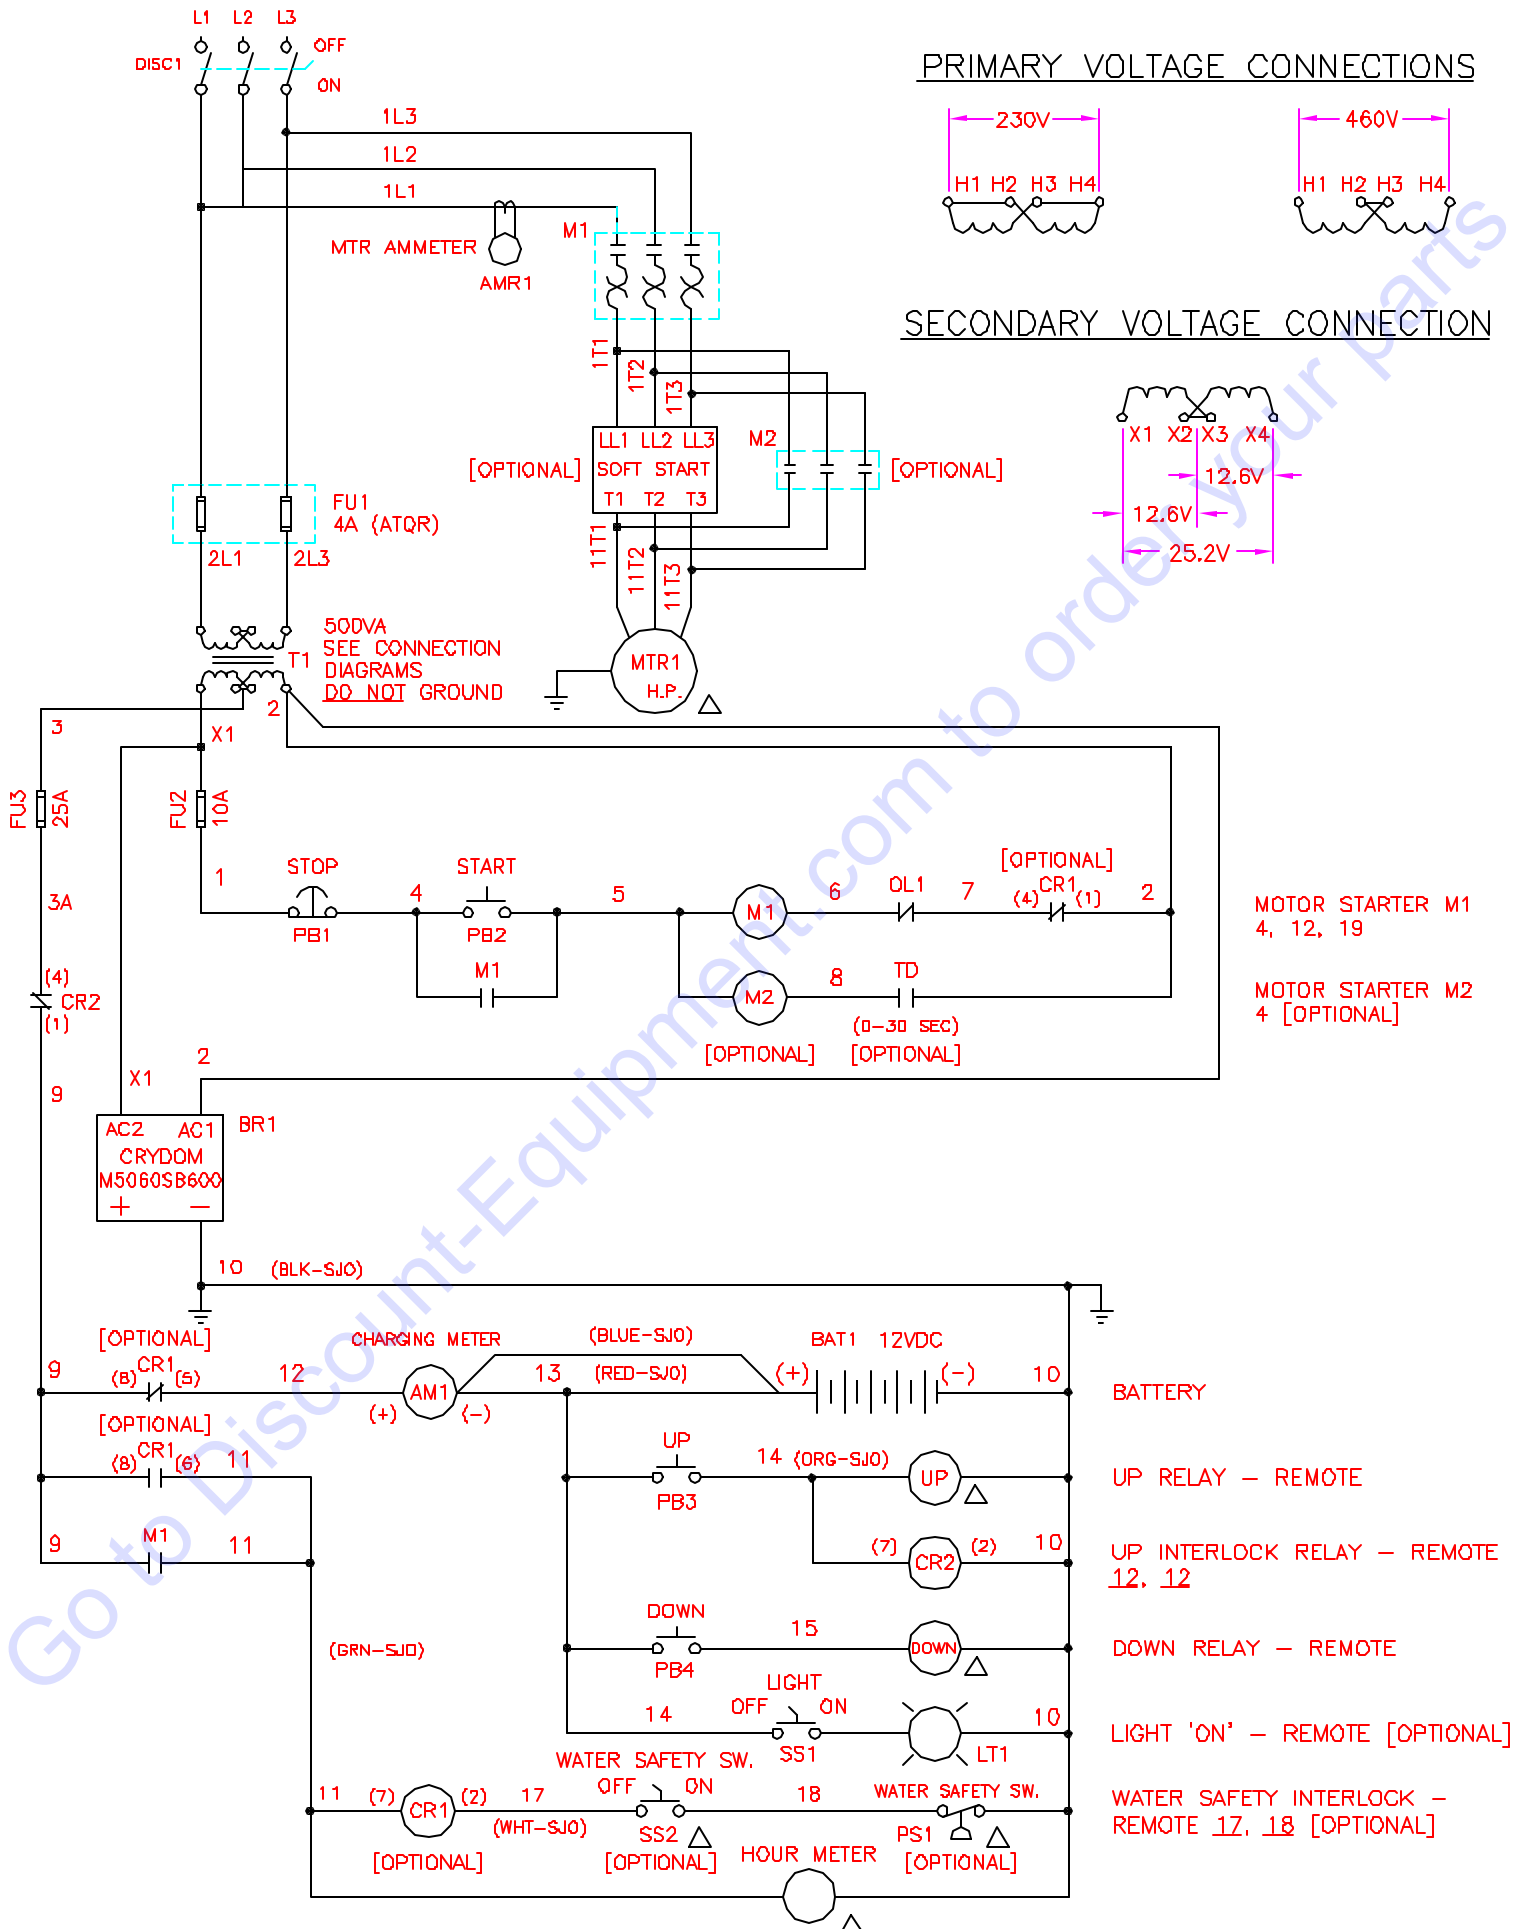 L1 L2 L3
OFF
DISC1
ON
1L3
1L2
1L1
MTR AMMETER
AMR1
M1
PRIMARY VOLTAGE CONNECTIONS
230V
H1 H2 H3 H4
460V
H1 H2 H3 H4
SECONDARY VOLTAGE CONNECTION
X1 X2 X3 X4
12.6V
12.6V
25.2V
1T1
1T2
1T3
LL1 LL2 LL3
[OPTIONAL] SOFT START
T1 T2 T3
M2
[OPTIONAL]
11T1
11T2
11T3
MTR1
H.P.
FU1
4A (ATQR)
2L1 2L3
500VA
SEE CONNECTION
DIAGRAMS
DO NOT GROUND
T1
3
2
X1
FU3
25A
FU2
10A
3A
1
STOP
PB1
4
START
PB2
M1
5
M1
6
OL1
7
[OPTIONAL]
CR1
(4) (1)
2
MOTOR STARTER M1
4, 12, 19
M2
8
TD
(0-30 SEC)
[OPTIONAL] [OPTIONAL]
MOTOR STARTER M2
4 [OPTIONAL]
(4)
CR2
(1)
9
X1
2
BR1
AC2 AC1
CRYDOM
M5060SB600
+ −
10 (BLK-SJO)
[OPTIONAL]
9
CR1
(8) (5)
12
CHARGING METER
AM1
(+) (−)
(BLUE-SJO)
13 (RED-SJO)
BAT1 12VDC
(+) (−)
10
BATTERY
[OPTIONAL]
CR1
(8) (6)
11
UP
PB3
14 (ORG-SJO)
UP
UP RELAY − REMOTE
9
M1
11
(7) CR2 (2)
10
UP INTERLOCK RELAY − REMOTE
12, 12
(GRN-SJO)
DOWN
PB4
15
DOWN
DOWN RELAY − REMOTE
14
LIGHT
OFF ON
SS1
LT1
10
LIGHT 'ON' − REMOTE [OPTIONAL]
11
(7) CR1 (2)
[OPTIONAL]
17
(WHT-SJO)
WATER SAFETY SW.
OFF ON
SS2
[OPTIONAL]
18
WATER SAFETY SW.
PS1
[OPTIONAL]
WATER SAFETY INTERLOCK −
REMOTE 17, 18 [OPTIONAL]
HOUR METER
Go to Discount-Equipment.com to order your parts